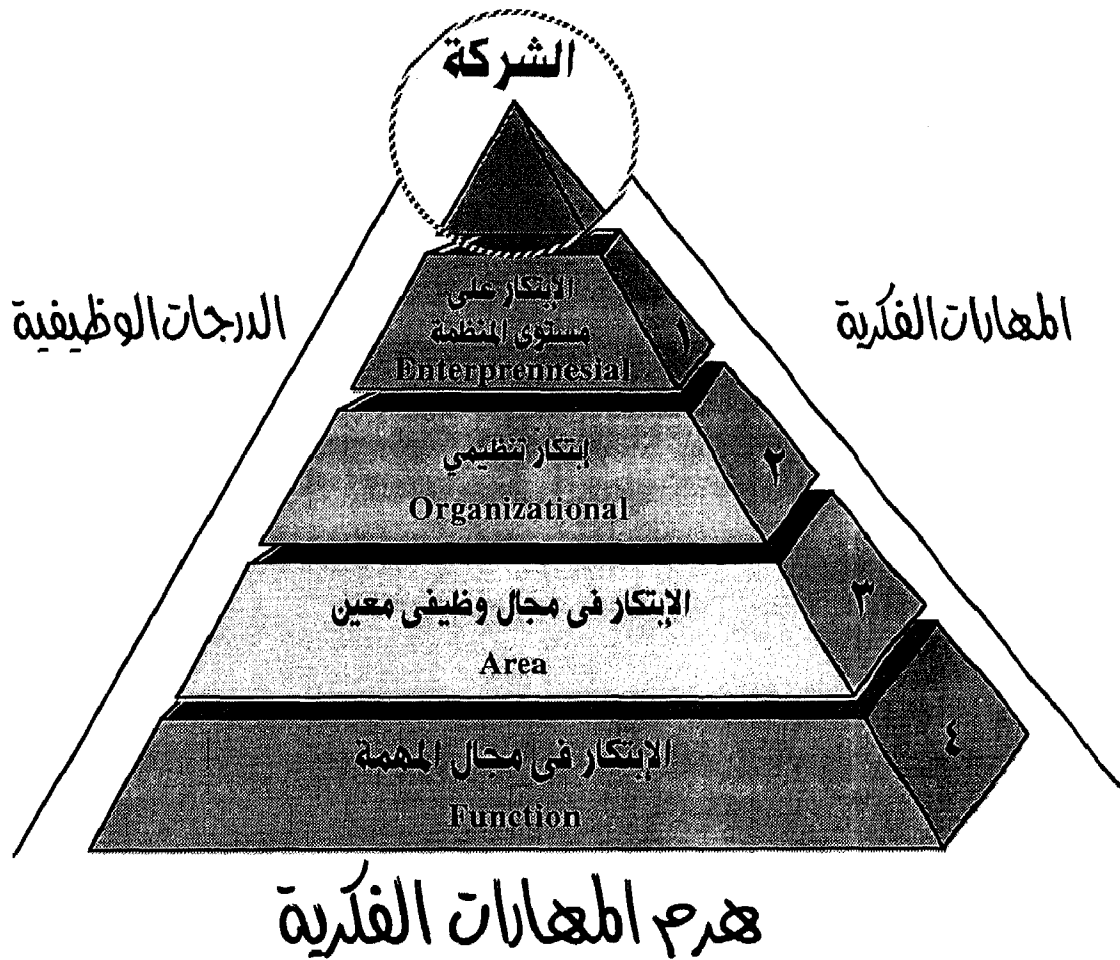 الشركة
الإبتكار على
مستوى المنظمة
Enterprennesial
١
المهارات الفكرية
الدرجات الوظيفية
إبتكار تنظيمي
Organizational
٢
الإبتكار فى مجال وظيفى معين
Area
٣
الإبتكار فى مجال المهمة
Function
٤
هرم المهارات الفكرية